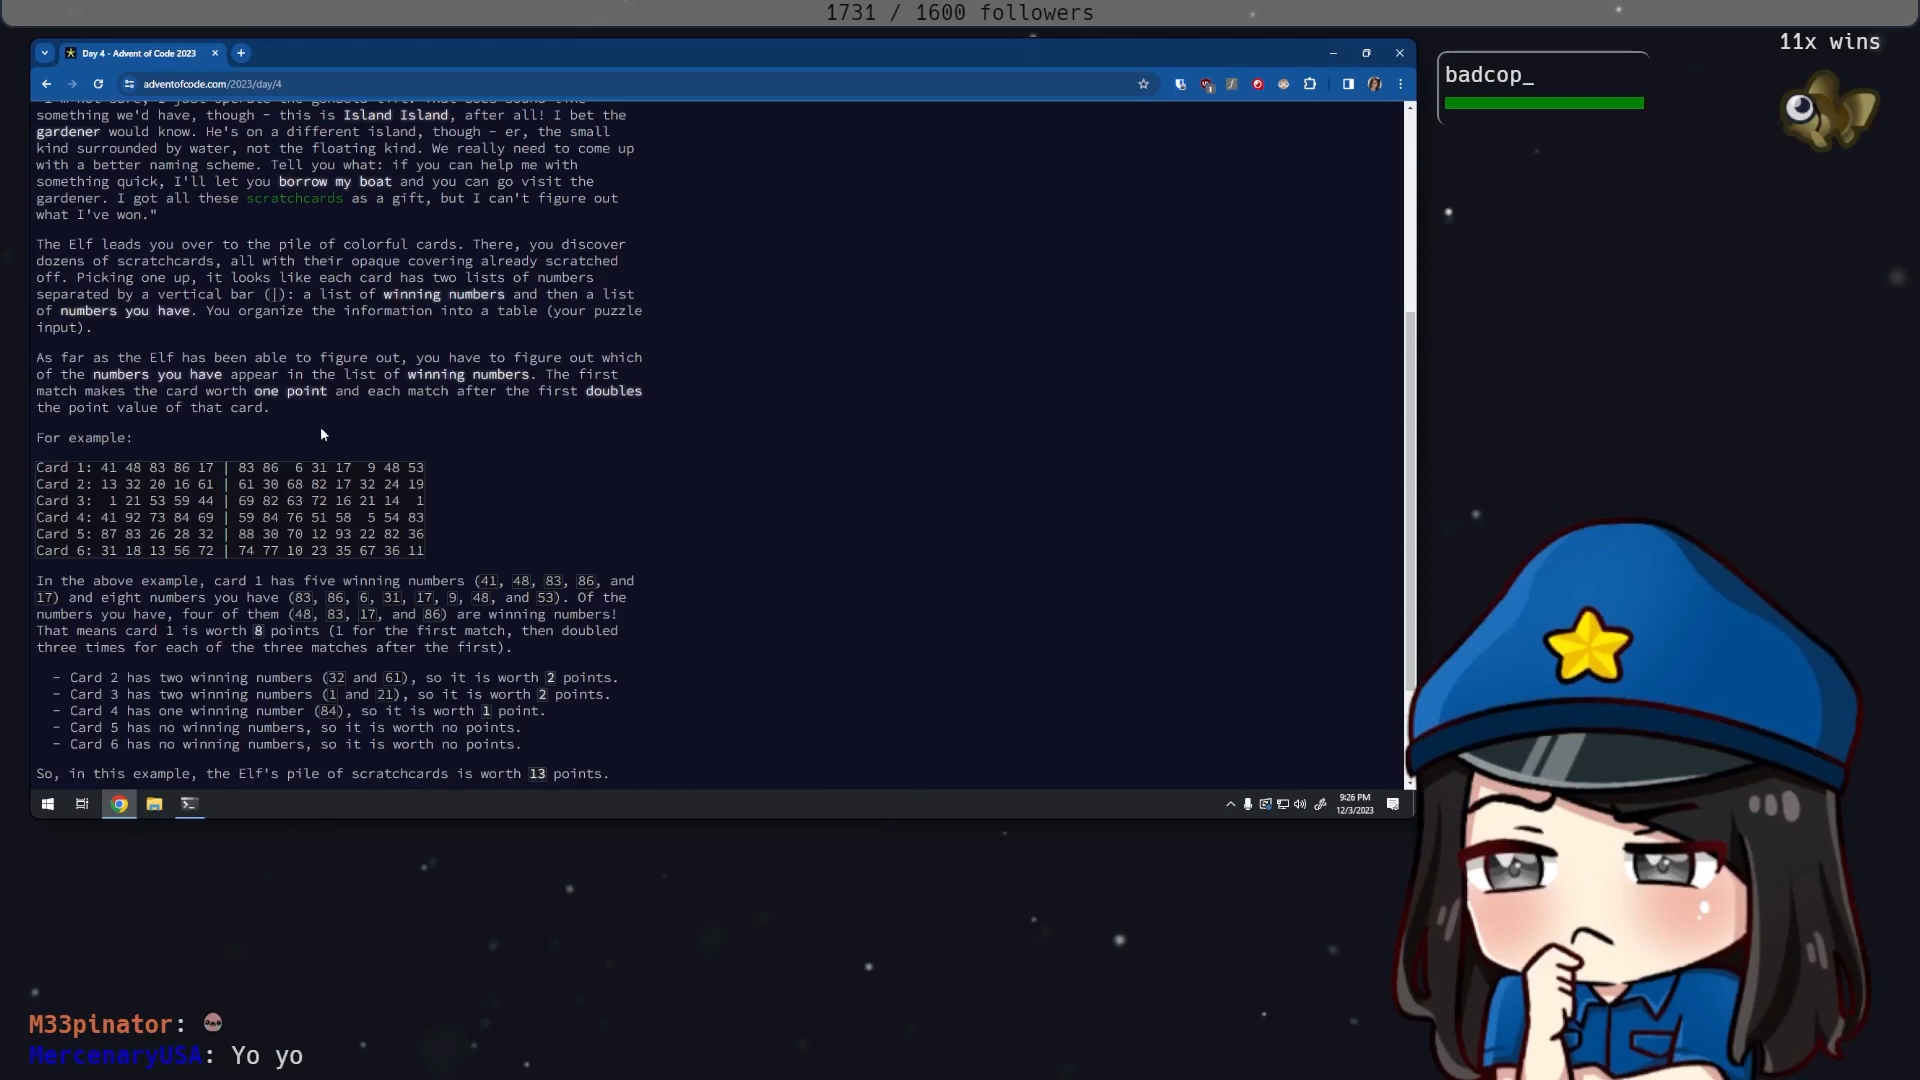 1731 / 1600 followers
11x wins
badcop_
Day 4 - Advent of Code 2023
adventofcode.com/2023/day/4
something we'd have, though - this is Island Island, after all! I bet the
gardener would know. He's on a different island, though - er, the small
kind surrounded by water, not the floating kind. We really need to come up
with a better naming scheme. Tell you what: if you can help me with
something quick, I'll let you borrow my boat and you can go visit the
gardener. I got all these scratchcards as a gift, but I can't figure out
what I've won."
The Elf leads you over to the pile of colorful cards. There, you discover
dozens of scratchcards, all with their opaque covering already scratched
off. Picking one up, it looks like each card has two lists of numbers
separated by a vertical bar (|): a list of winning numbers and then a list
of numbers you have. You organize the information into a table (your puzzle
input).
As far as the Elf has been able to figure out, you have to figure out which
of the numbers you have appear in the list of winning numbers. The first
match makes the card worth one point and each match after the first doubles
the point value of that card.
For example:
Card 1: 41 48 83 86 17 | 83 86  6 31 17  9 48 53
Card 2: 13 32 20 16 61 | 61 30 68 82 17 32 24 19
Card 3:  1 21 53 59 44 | 69 82 63 72 16 21 14  1
Card 4: 41 92 73 84 69 | 59 84 76 51 58  5 54 83
Card 5: 87 83 26 28 32 | 88 30 70 12 93 22 82 36
Card 6: 31 18 13 56 72 | 74 77 10 23 35 67 36 11
In the above example, card 1 has five winning numbers (41, 48, 83, 86, and
17) and eight numbers you have (83, 86, 6, 31, 17, 9, 48, and 53). Of the
numbers you have, four of them (48, 83, 17, and 86) are winning numbers!
That means card 1 is worth 8 points (1 for the first match, then doubled
three times for each of the three matches after the first).
- Card 2 has two winning numbers (32 and 61), so it is worth 2 points.
- Card 3 has two winning numbers (1 and 21), so it is worth 2 points.
- Card 4 has one winning number (84), so it is worth 1 point.
- Card 5 has no winning numbers, so it is worth no points.
- Card 6 has no winning numbers, so it is worth no points.
So, in this example, the Elf's pile of scratchcards is worth 13 points.
9:26 PM
12/3/2023
M33pinator:
MercenaryUSA: Yo yo